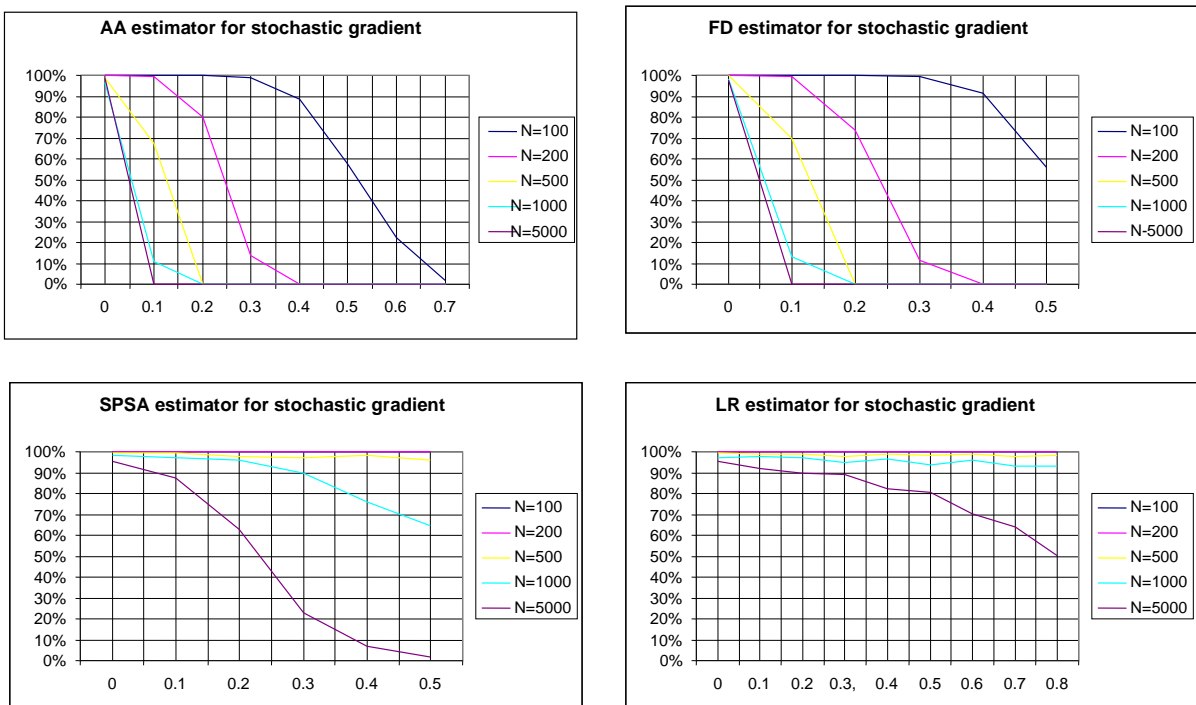 AA estimator for stochastic gradient
100%
90%
80%
70%
60%
50%
40%
30%
20%
10%
0%
0 0.1 0.2 0.3 0.4 0.5 0.6 0.7
N=100
N=200
N=500
N=1000
N=5000
FD estimator for stochastic gradient
100%
90%
80%
70%
60%
50%
40%
30%
20%
10%
0%
0 0.1 0.2 0.3 0.4 0.5
N=100
N=200
N=500
N=1000
N-5000
SPSA estimator for stochastic gradient
100%
90%
80%
70%
60%
50%
40%
30%
20%
10%
0%
0 0.1 0.2 0.3 0.4 0.5
N=100
N=200
N=500
N=1000
N=5000
LR estimator for stochastic gradient
100%
90%
80%
70%
60%
50%
40%
30%
20%
10%
0%
0 0.1 0.2 0.3, 0.4 0.5 0.6 0.7 0.8
N=100
N=200
N=500
N=1000
N=5000